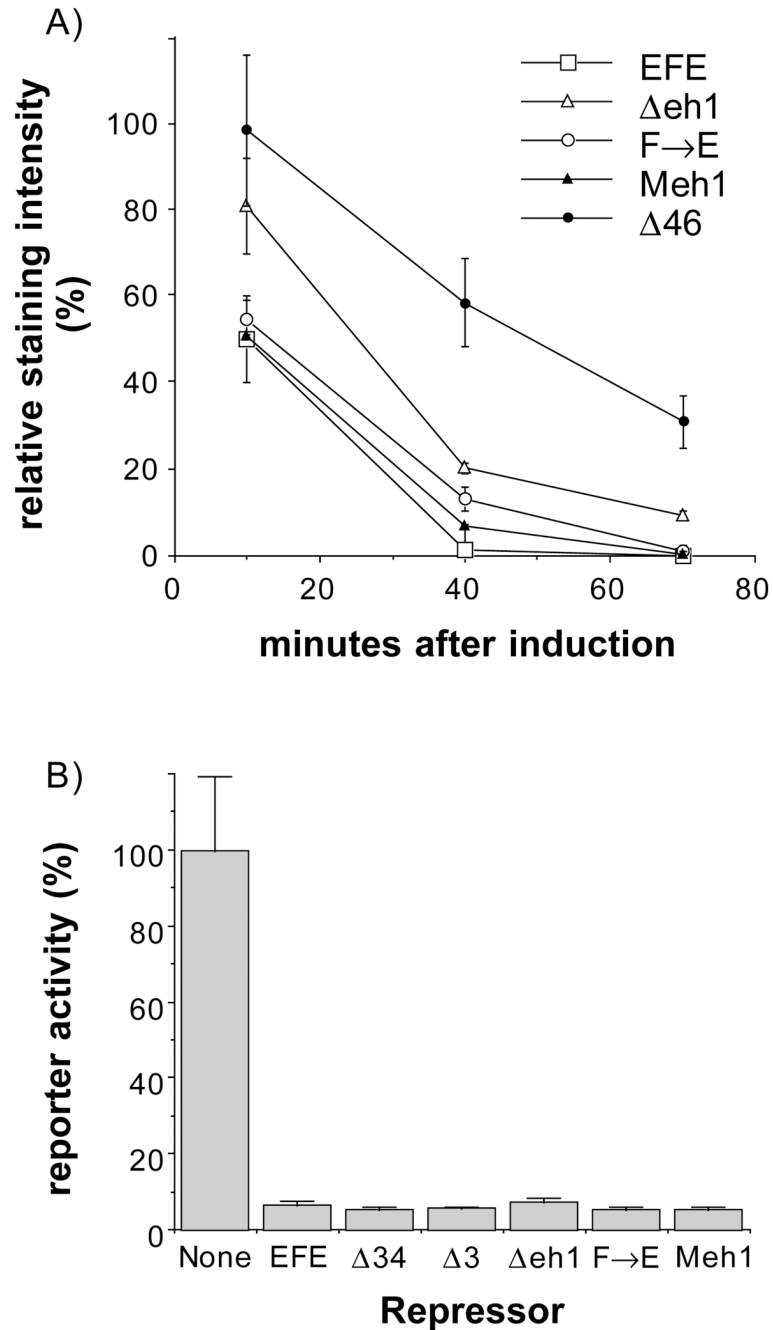 A)
relative staining intensity
(%)
100
80
60
40
20
0
0 20 40 60 80
minutes after induction
EFE
Δeh1
F→E
Meh1
Δ46
B)
reporter activity (%)
100
80
60
40
20
0
None EFE Δ34 Δ3 Δeh1 F→E Meh1
Repressor